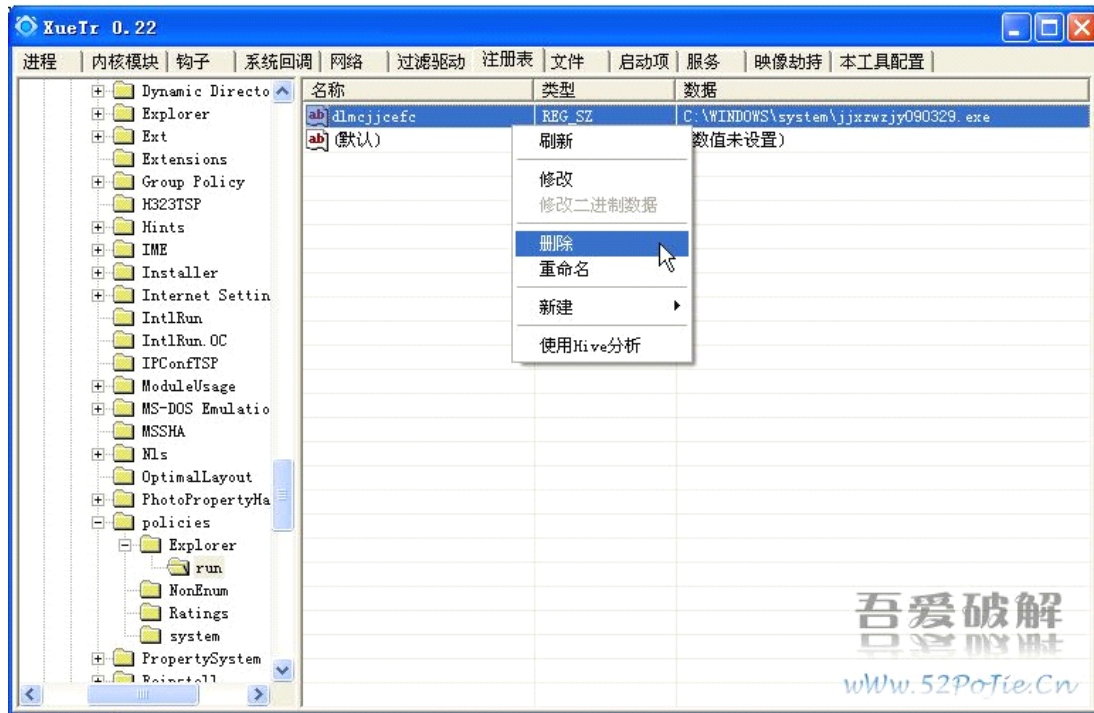 XueTr 0.22
进程 内核模块 钩子 系统回调 网络 过滤驱动 注册表 文件 启动项 服务 映像劫持 本工具配置
Dynamic Directo
Explorer
Ext
Extensions
Group Policy
H323TSP
Hints
IME
Installer
Internet Settin
IntlRun
IntlRun.OC
IPConfTSP
ModuleUsage
MS-DOS Emulatio
MSSHA
Nls
OptimalLayout
PhotoPropertyHa
policies
Explorer
run
NonEnum
Ratings
system
PropertySystem
Reinstall
名称 类型 数据
dlmcjjcefc REG_SZ C:\WINDOWS\system\jjxzwzjy090329.exe
(默认) 数值未设置)
刷新
修改
修改二进制数据
删除
重命名
新建
使用Hive分析
吾爱破解
wWw.52PoJie.Cn